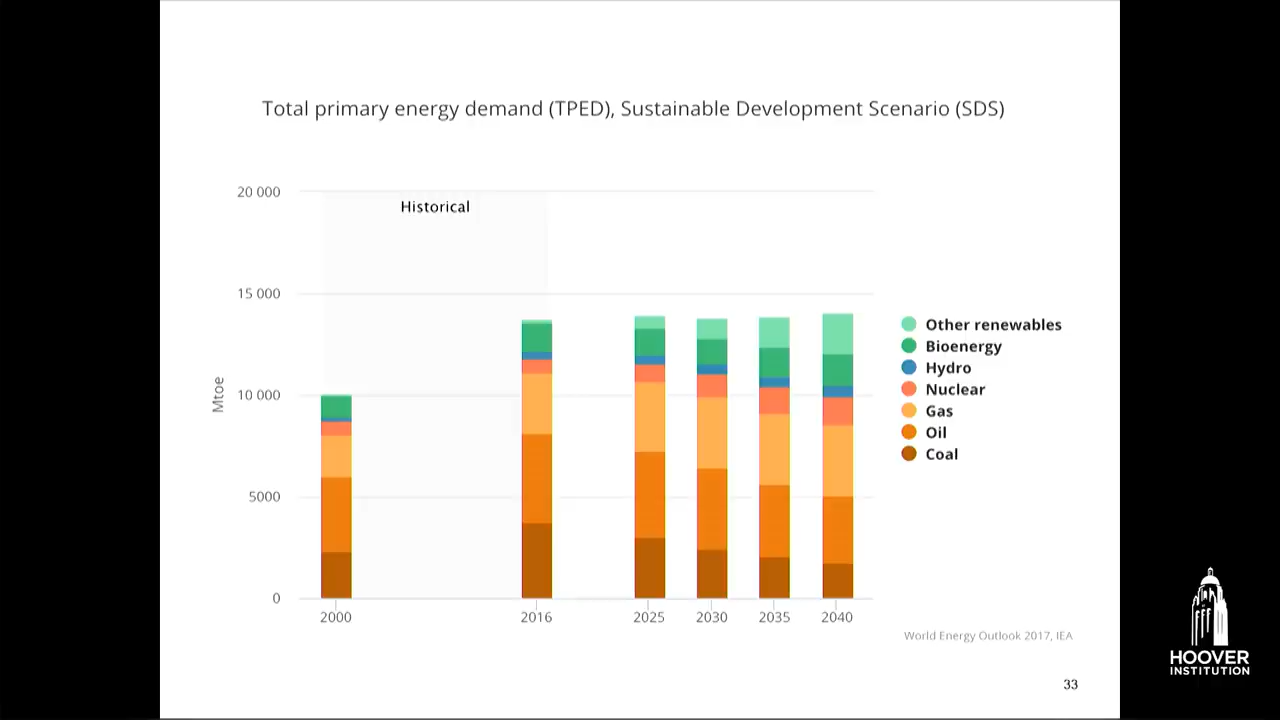 Total primary energy demand (TPED), Sustainable Development Scenario (SDS)
20 000
Historical
15 000
10 000
5000
0
Mtoe
2000
2016
2025
2030
2035
2040
Other renewables
Bioenergy
Hydro
Nuclear
Gas
Oil
Coal
World Energy Outlook 2017, IEA
33
HOOVER
INSTITUTION